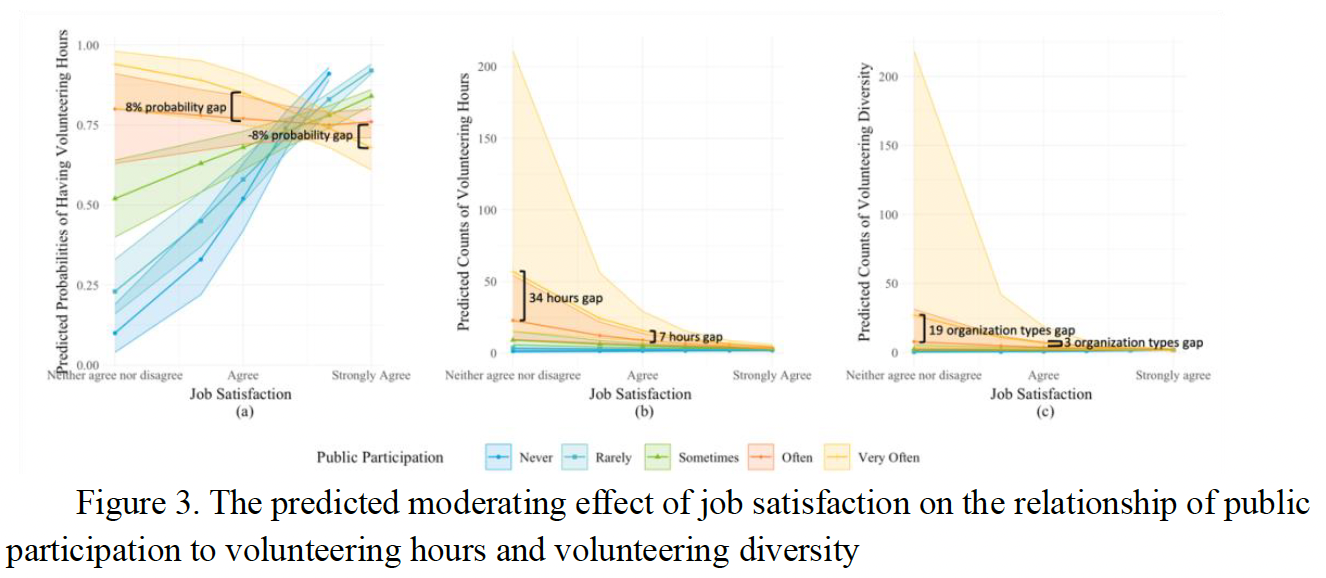 Predicted Probabilities of Having Volunteering Hours
1.00
0.75
0.50
0.25
0.00
8% probability gap
-8% probability gap
Neither agree nor disagree
Agree
Strongly Agree
Job Satisfaction
(a)
Predicted Counts of Volunteering Hours
200
150
100
50
0
34 hours gap
7 hours gap
Neither agree nor disagree
Agree
Strongly Agree
Job Satisfaction
(b)
Predicted Counts of Volunteering Diversity
200
150
100
50
0
19 organization types gap
3 organization types gap
Neither agree nor disagree
Agree
Strongly agree
Job Satisfaction
(c)
Public Participation
Never
Rarely
Sometimes
Often
Very Often
Figure 3. The predicted moderating effect of job satisfaction on the relationship of public
participation to volunteering hours and volunteering diversity